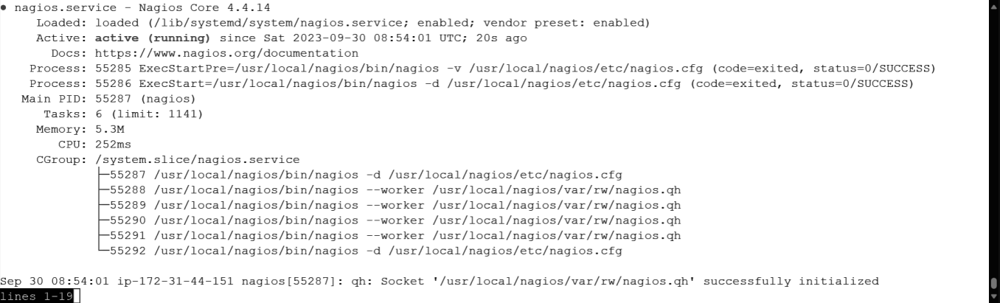 ● nagios.service - Nagios Core 4.4.14
     Loaded: loaded (/lib/systemd/system/nagios.service; enabled; vendor preset: enabled)
     Active: active (running) since Sat 2023-09-30 08:54:01 UTC; 20s ago
       Docs: https://www.nagios.org/documentation
    Process: 55285 ExecStartPre=/usr/local/nagios/bin/nagios -v /usr/local/nagios/etc/nagios.cfg (code=exited, status=0/SUCCESS)
    Process: 55286 ExecStart=/usr/local/nagios/bin/nagios -d /usr/local/nagios/etc/nagios.cfg (code=exited, status=0/SUCCESS)
   Main PID: 55287 (nagios)
      Tasks: 6 (limit: 1141)
     Memory: 5.3M
        CPU: 252ms
     CGroup: /system.slice/nagios.service
             ├─55287 /usr/local/nagios/bin/nagios -d /usr/local/nagios/etc/nagios.cfg
             ├─55288 /usr/local/nagios/bin/nagios --worker /usr/local/nagios/var/rw/nagios.qh
             ├─55289 /usr/local/nagios/bin/nagios --worker /usr/local/nagios/var/rw/nagios.qh
             ├─55290 /usr/local/nagios/bin/nagios --worker /usr/local/nagios/var/rw/nagios.qh
             ├─55291 /usr/local/nagios/bin/nagios --worker /usr/local/nagios/var/rw/nagios.qh
             └─55292 /usr/local/nagios/bin/nagios -d /usr/local/nagios/etc/nagios.cfg
Sep 30 08:54:01 ip-172-31-44-151 nagios[55287]: qh: Socket '/usr/local/nagios/var/rw/nagios.qh' successfully initialized
lines 1-19